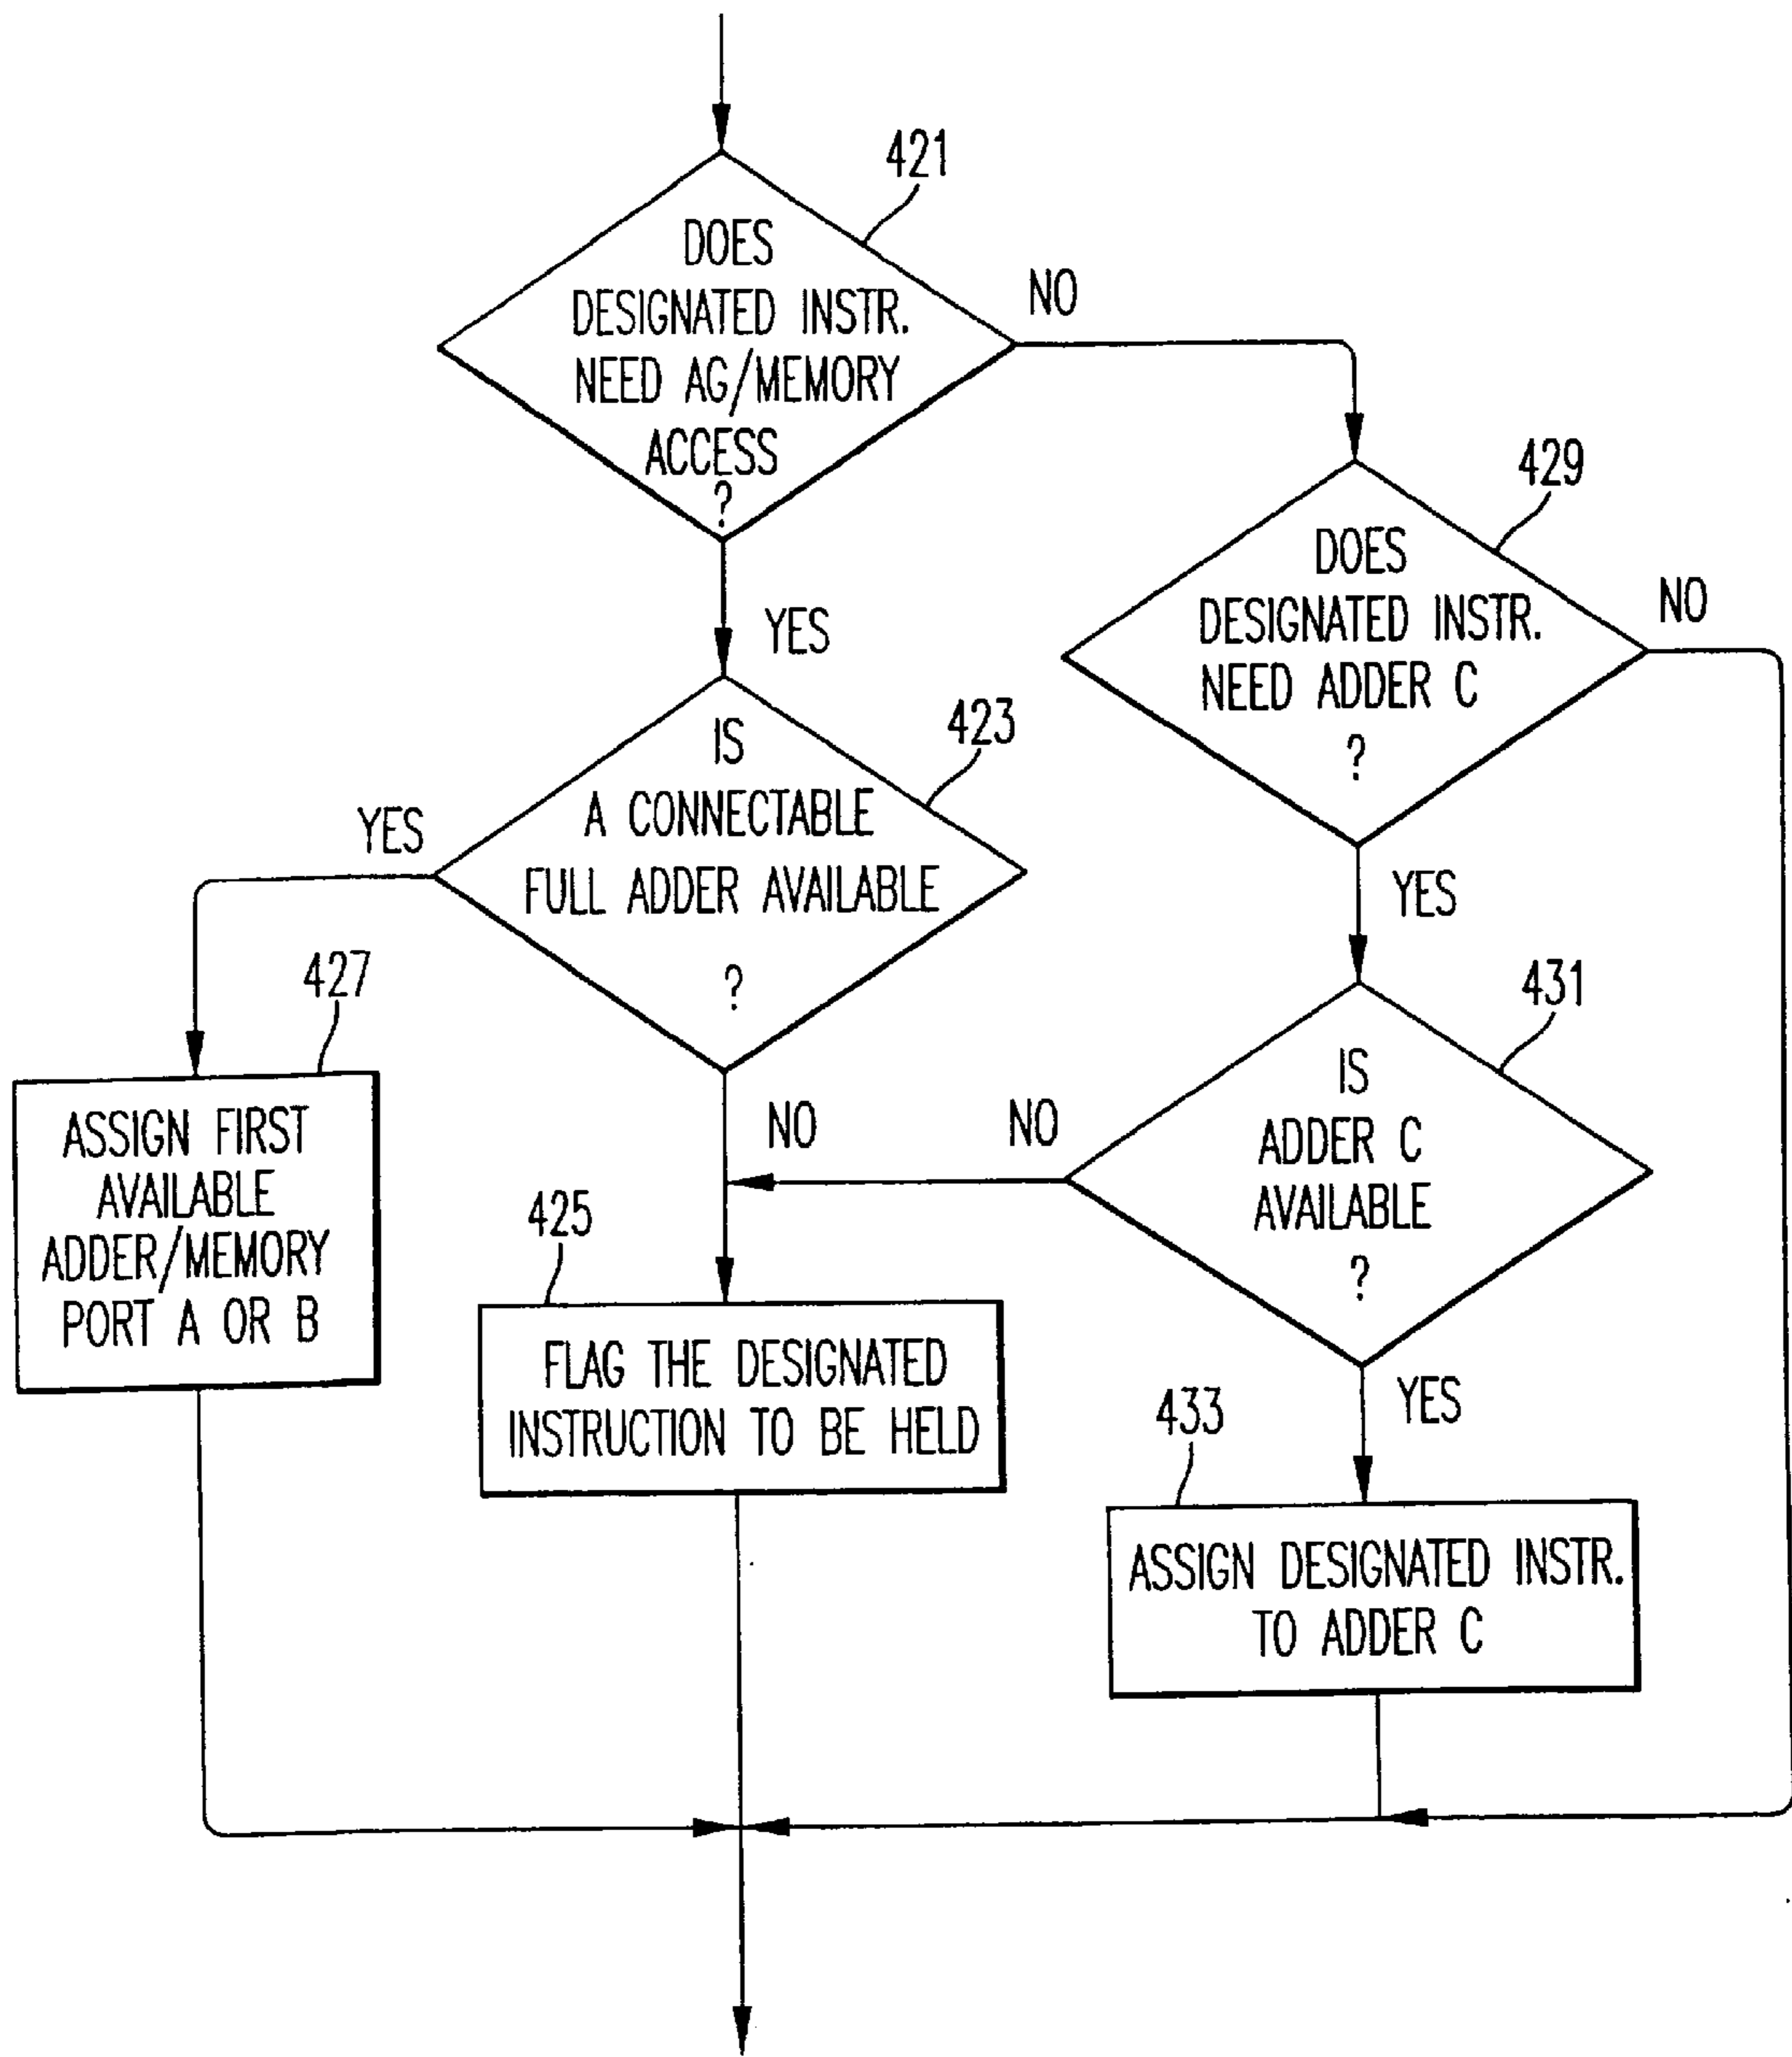 421
DOES
DESIGNATED INSTR.
NEED AG/MEMORY
ACCESS
?
NO
YES
429
DOES
DESIGNATED INSTR.
NEED ADDER C
?
NO
YES
423
IS
A CONNECTABLE
FULL ADDER AVAILABLE
?
YES
NO
427
ASSIGN FIRST
AVAILABLE
ADDER/MEMORY
PORT A OR B
431
IS
ADDER C
AVAILABLE
?
NO
YES
425
FLAG THE DESIGNATED
INSTRUCTION TO BE HELD
433
ASSIGN DESIGNATED INSTR.
TO ADDER C